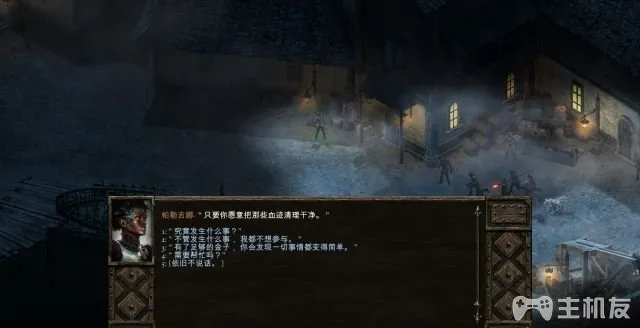 帕勒吉娜-“只要你愿意把那些血迹清理干净。”
1:“究竟发生什么事？”
2:“不管发生什么事，我都不想参与。”
3:“有了足够的金子，你会发现一切事情都变得简单。”
4:“需要帮忙吗？”
5:[依旧不说话。]
主机友